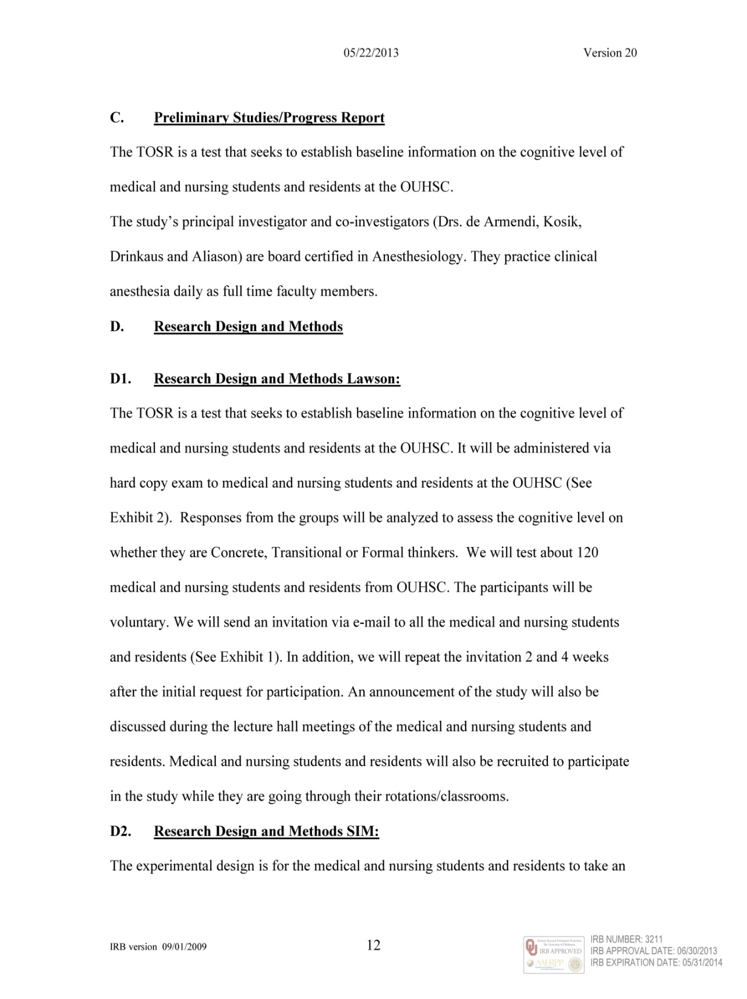 05/22/2013 Version 20
C. Preliminary Studies/Progress Report
The TOSR is a test that seeks to establish baseline information on the cognitive level of
medical and nursing students and residents at the OUHSC.
The study’s principal investigator and co-investigators (Drs. de Armendi, Kosik,
Drinkaus and Aliason) are board certified in Anesthesiology. They practice clinical
anesthesia daily as full time faculty members.
D. Research Design and Methods
D1. Research Design and Methods Lawson:
The TOSR is a test that seeks to establish baseline information on the cognitive level of
medical and nursing students and residents at the OUHSC. It will be administered via
hard copy exam to medical and nursing students and residents at the OUHSC (See
Exhibit 2).  Responses from the groups will be analyzed to assess the cognitive level on
whether they are Concrete, Transitional or Formal thinkers.  We will test about 120
medical and nursing students and residents from OUHSC. The participants will be
voluntary. We will send an invitation via e-mail to all the medical and nursing students
and residents (See Exhibit 1). In addition, we will repeat the invitation 2 and 4 weeks
after the initial request for participation. An announcement of the study will also be
discussed during the lecture hall meetings of the medical and nursing students and
residents. Medical and nursing students and residents will also be recruited to participate
in the study while they are going through their rotations/classrooms.
D2. Research Design and Methods SIM:
The experimental design is for the medical and nursing students and residents to take an
IRB version  09/01/2009
12
The University of Oklahoma
IRB APPROVED
AAHRPP
IRB NUMBER: 3211
IRB APPROVAL DATE: 06/30/2013
IRB EXPIRATION DATE: 05/31/2014